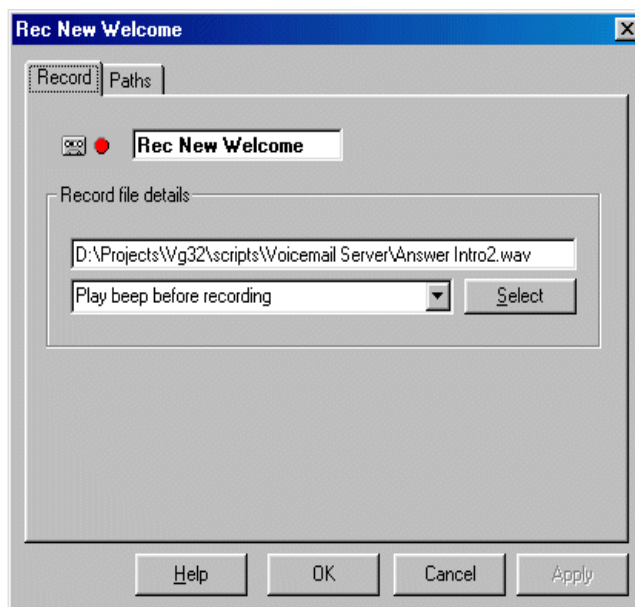 Rec New Welcome
Record Paths
Rec New Welcome
Record file details
D:\Projects\Vg32\scripts\Voicemail Server\Answer Intro2.wav
Play beep before recording Select
Help OK Cancel Apply